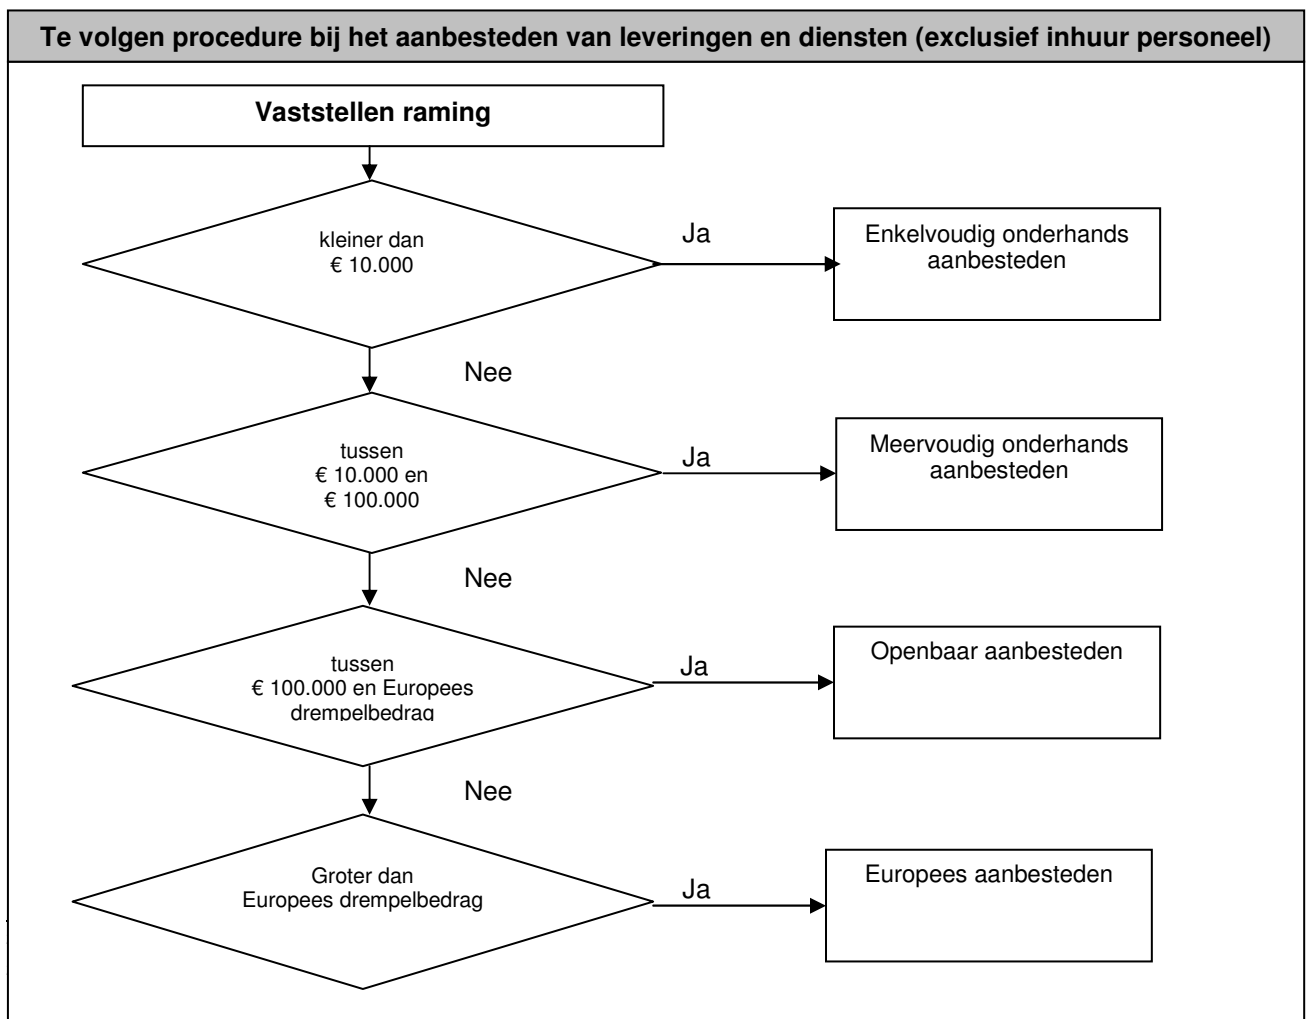 Te volgen procedure bij het aanbesteden van leveringen en diensten (exclusief inhuur personeel)
Vaststellen raming
kleiner dan
€ 10.000
Ja
Enkelvoudig onderhands
aanbesteden
Nee
tussen
€ 10.000 en
€ 100.000
Ja
Meervoudig onderhands
aanbesteden
Nee
tussen
€ 100.000 en Europees
drempelbedrag
Ja
Openbaar aanbesteden
Nee
Groter dan
Europees drempelbedrag
Ja
Europees aanbesteden